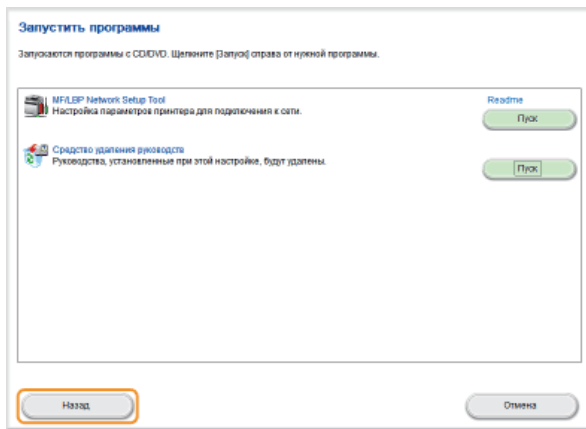 Запустить программы
Запускаются программы с CD/DVD. Щелкните [Запуск] справа от нужной программы.
MF/LBP Network Setup Tool
Readme
Настройка параметров принтера для подключения к сети.
Пуск
Средство удаления руководств
Руководства, установленные при этой настройке, будут удалены.
Пуск
Назад
Отмена